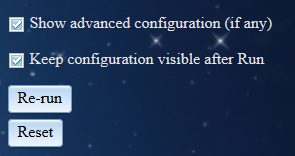 Show advanced configuration (if any)
Keep configuration visible after Run
Re-run
Reset